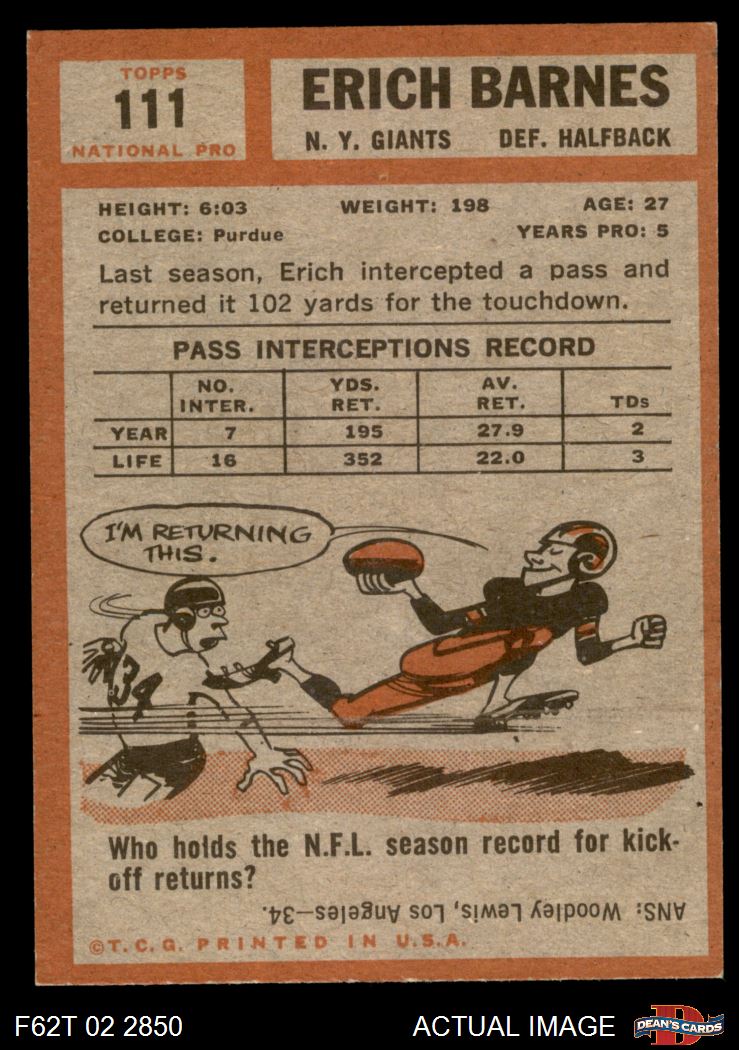 TOPPS
111
NATIONAL PRO
ERICH BARNES
N. Y. GIANTS DEF. HALFBACK
HEIGHT: 6:03 WEIGHT: 198 AGE: 27
COLLEGE: Purdue YEARS PRO: 5
Last season, Erich intercepted a pass and
returned it 102 yards for the touchdown.
PASS INTERCEPTIONS RECORD
NO. INTER. YDS. RET. AV. RET. TDs
YEAR 7 195 27.9 2
LIFE 16 352 22.0 3
I'M RETURNING
THIS.
34
Who holds the N.F.L. season record for kick-
off returns?
ANS: Woodley Lewis, Los Angeles—34.
©T.C.G. PRINTED IN U.S.A.
F62T 02 2850 ACTUAL IMAGE DEAN'S CARDS